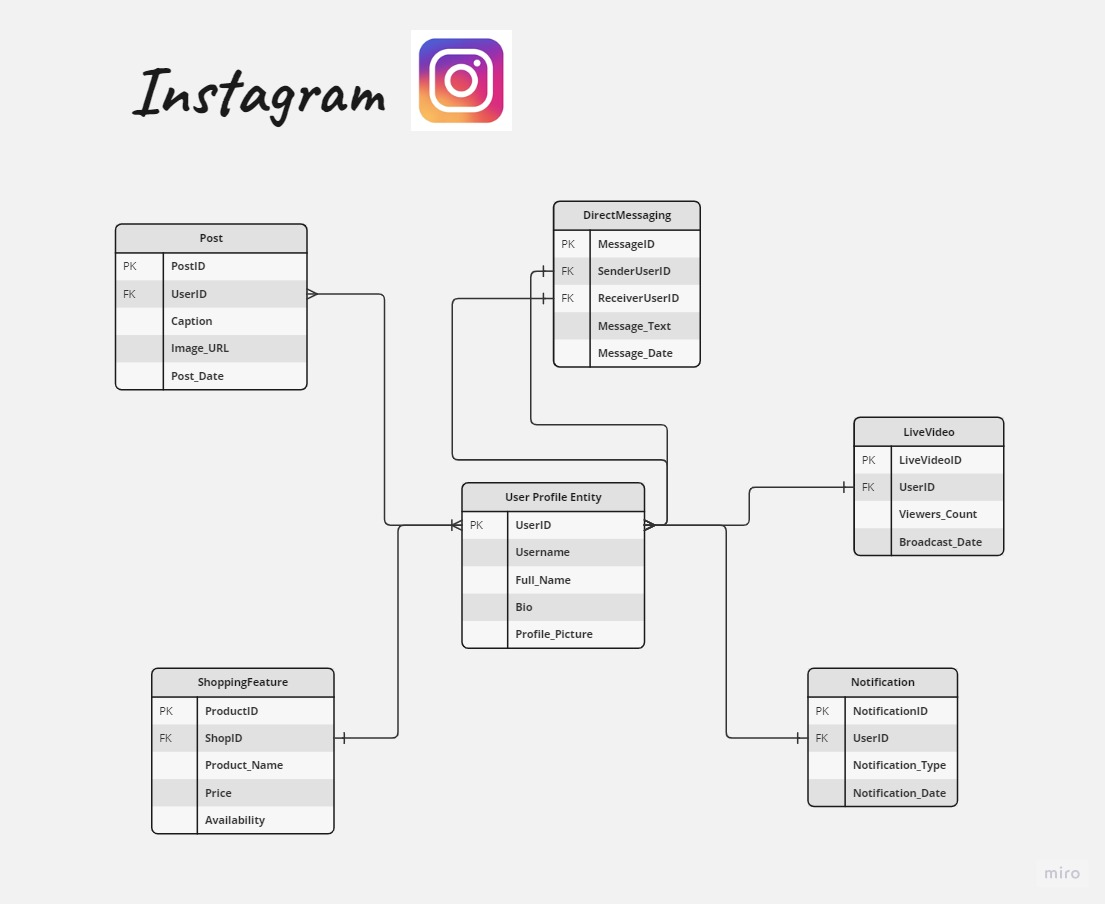 Instagram
Post
PK PostID
FK UserID
Caption
Image_URL
Post_Date
DirectMessaging
PK MessageID
FK SenderUserID
FK ReceiverUserID
Message_Text
Message_Date
LiveVideo
PK LiveVideoID
FK UserID
Viewers_Count
Broadcast_Date
User Profile Entity
PK UserID
Username
Full_Name
Bio
Profile_Picture
ShoppingFeature
PK ProductID
FK ShopID
Product_Name
Price
Availability
Notification
PK NotificationID
FK UserID
Notification_Type
Notification_Date
miro